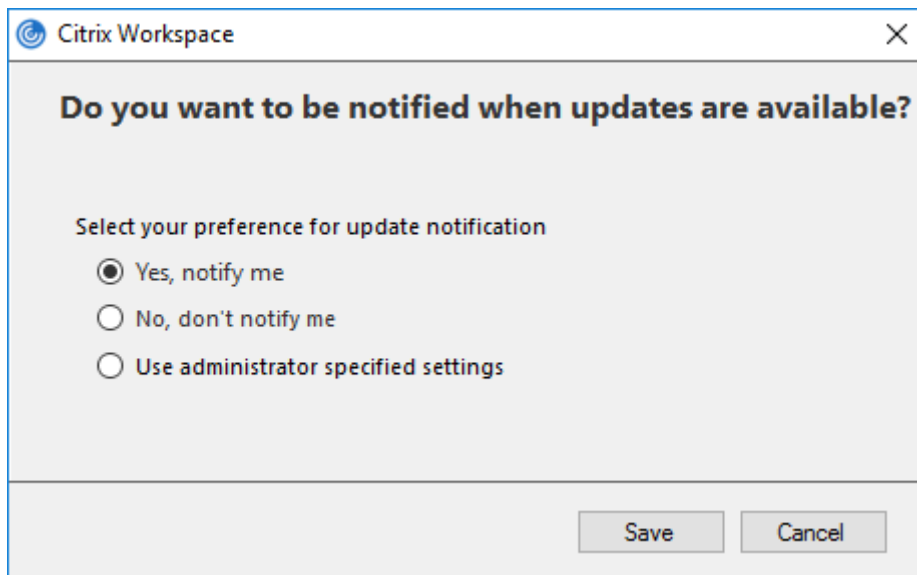 Citrix Workspace
Do you want to be notified when updates are available?
Select your preference for update notification
Yes, notify me
No, don't notify me
Use administrator specified settings
Save Cancel